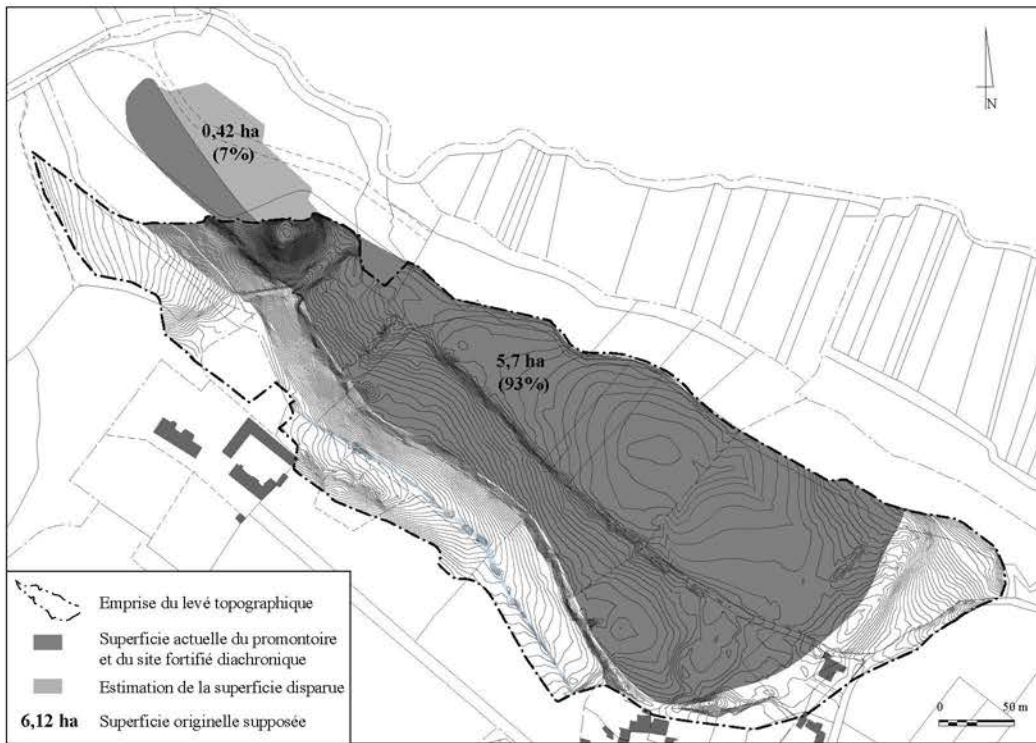 N
0,42 ha
(7%)
5,7 ha
(93%)
Emprise du levé topographique
Superficie actuelle du promontoire
et du site fortifié diachronique
Estimation de la superficie disparue
6,12 ha Superficie originelle supposée
0 50 m